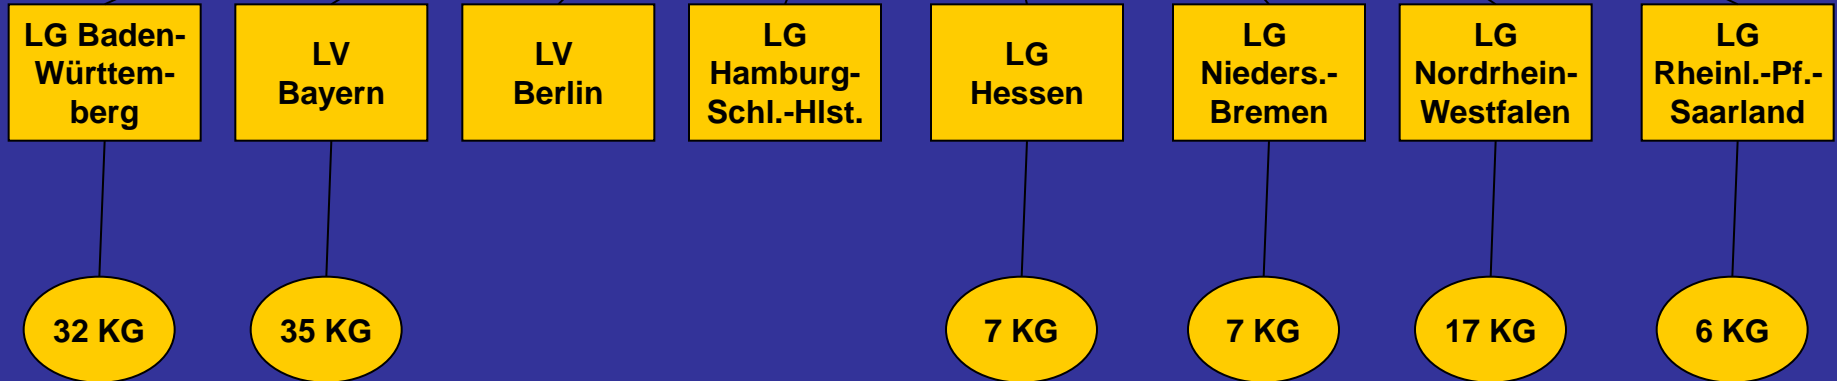 LG Baden-
Württem-
berg
LV
Bayern
LV
Berlin
LG
Hamburg-
Schl.-Hlst.
LG
Hessen
LG
Nieders.-
Bremen
LG
Nordrhein-
Westfalen
LG
Rheinl.-Pf.-
Saarland
32 KG
35 KG
7 KG
7 KG
17 KG
6 KG